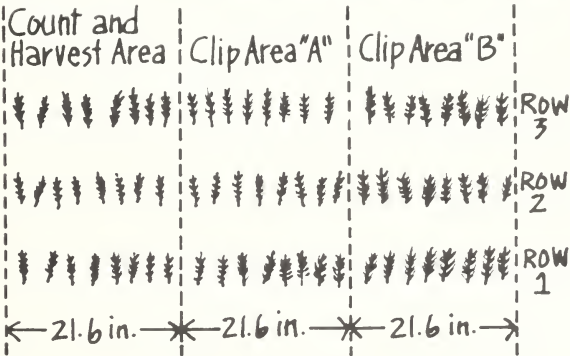 Count and
Harvest Area
Clip Area "A"
Clip Area "B"
ROW
3
ROW
2
ROW
1
21.6 in.
21.6 in.
21.6 in.